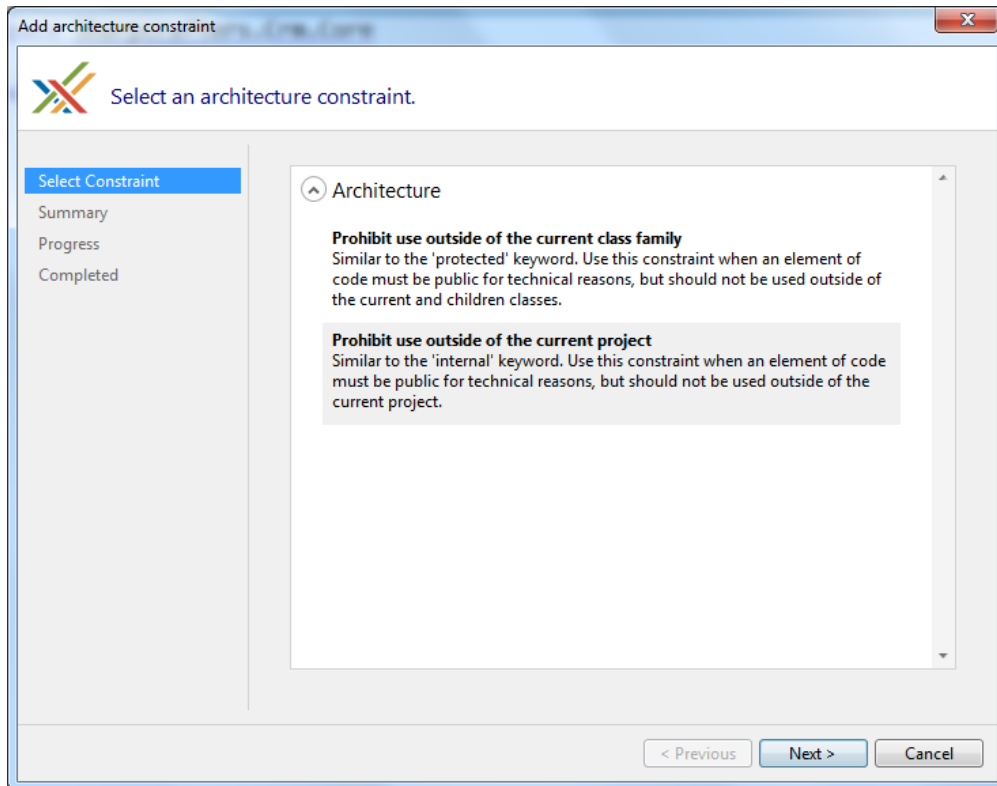 Add architecture constraint
Select an architecture constraint.
Select Constraint
Summary
Progress
Completed
Architecture
Prohibit use outside of the current class family
Similar to the 'protected' keyword. Use this constraint when an element of
code must be public for technical reasons, but should not be used outside of
the current and children classes.
Prohibit use outside of the current project
Similar to the 'internal' keyword. Use this constraint when an element of code
must be public for technical reasons, but should not be used outside of the
current project.
< Previous
Next >
Cancel